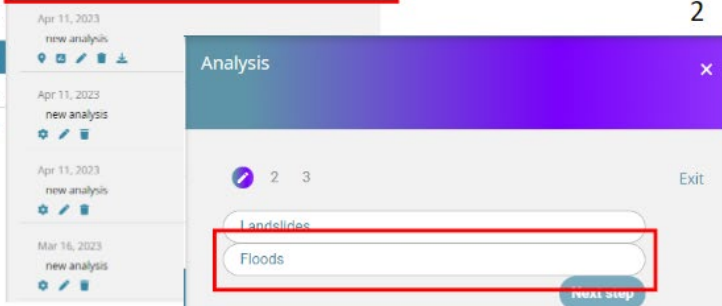 2
Apr 11, 2023
new analysis
Apr 11, 2023
new analysis
Apr 11, 2023
new analysis
Mar 16, 2023
new analysis
Analysis
×
2 3
Exit
Landslides
Floods
Next step